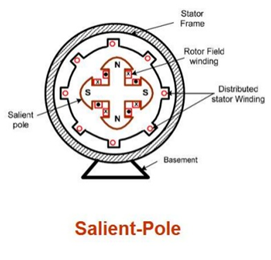 Stator
Frame
Rotor Field
winding
N
S
S
N
Salient
pole
Distributed
stator Winding
Basement
Salient-Pole